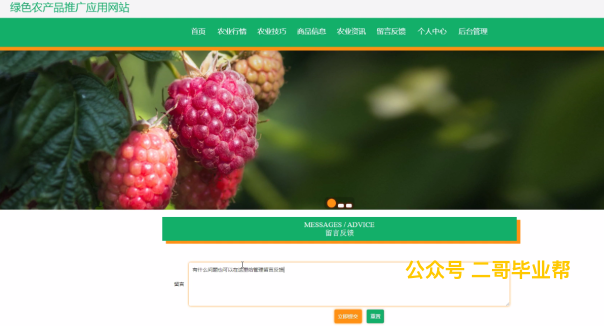 绿色农产品推广应用网站
首页 农业行情 农业技巧 商品信息 农业资讯 留言反馈 个人中心 后台管理
MESSAGES / ADVICE
留言反馈
有什么问题也可以在这里给管理留言反馈
公众号 二哥毕业帮
留言
立即提交 重置